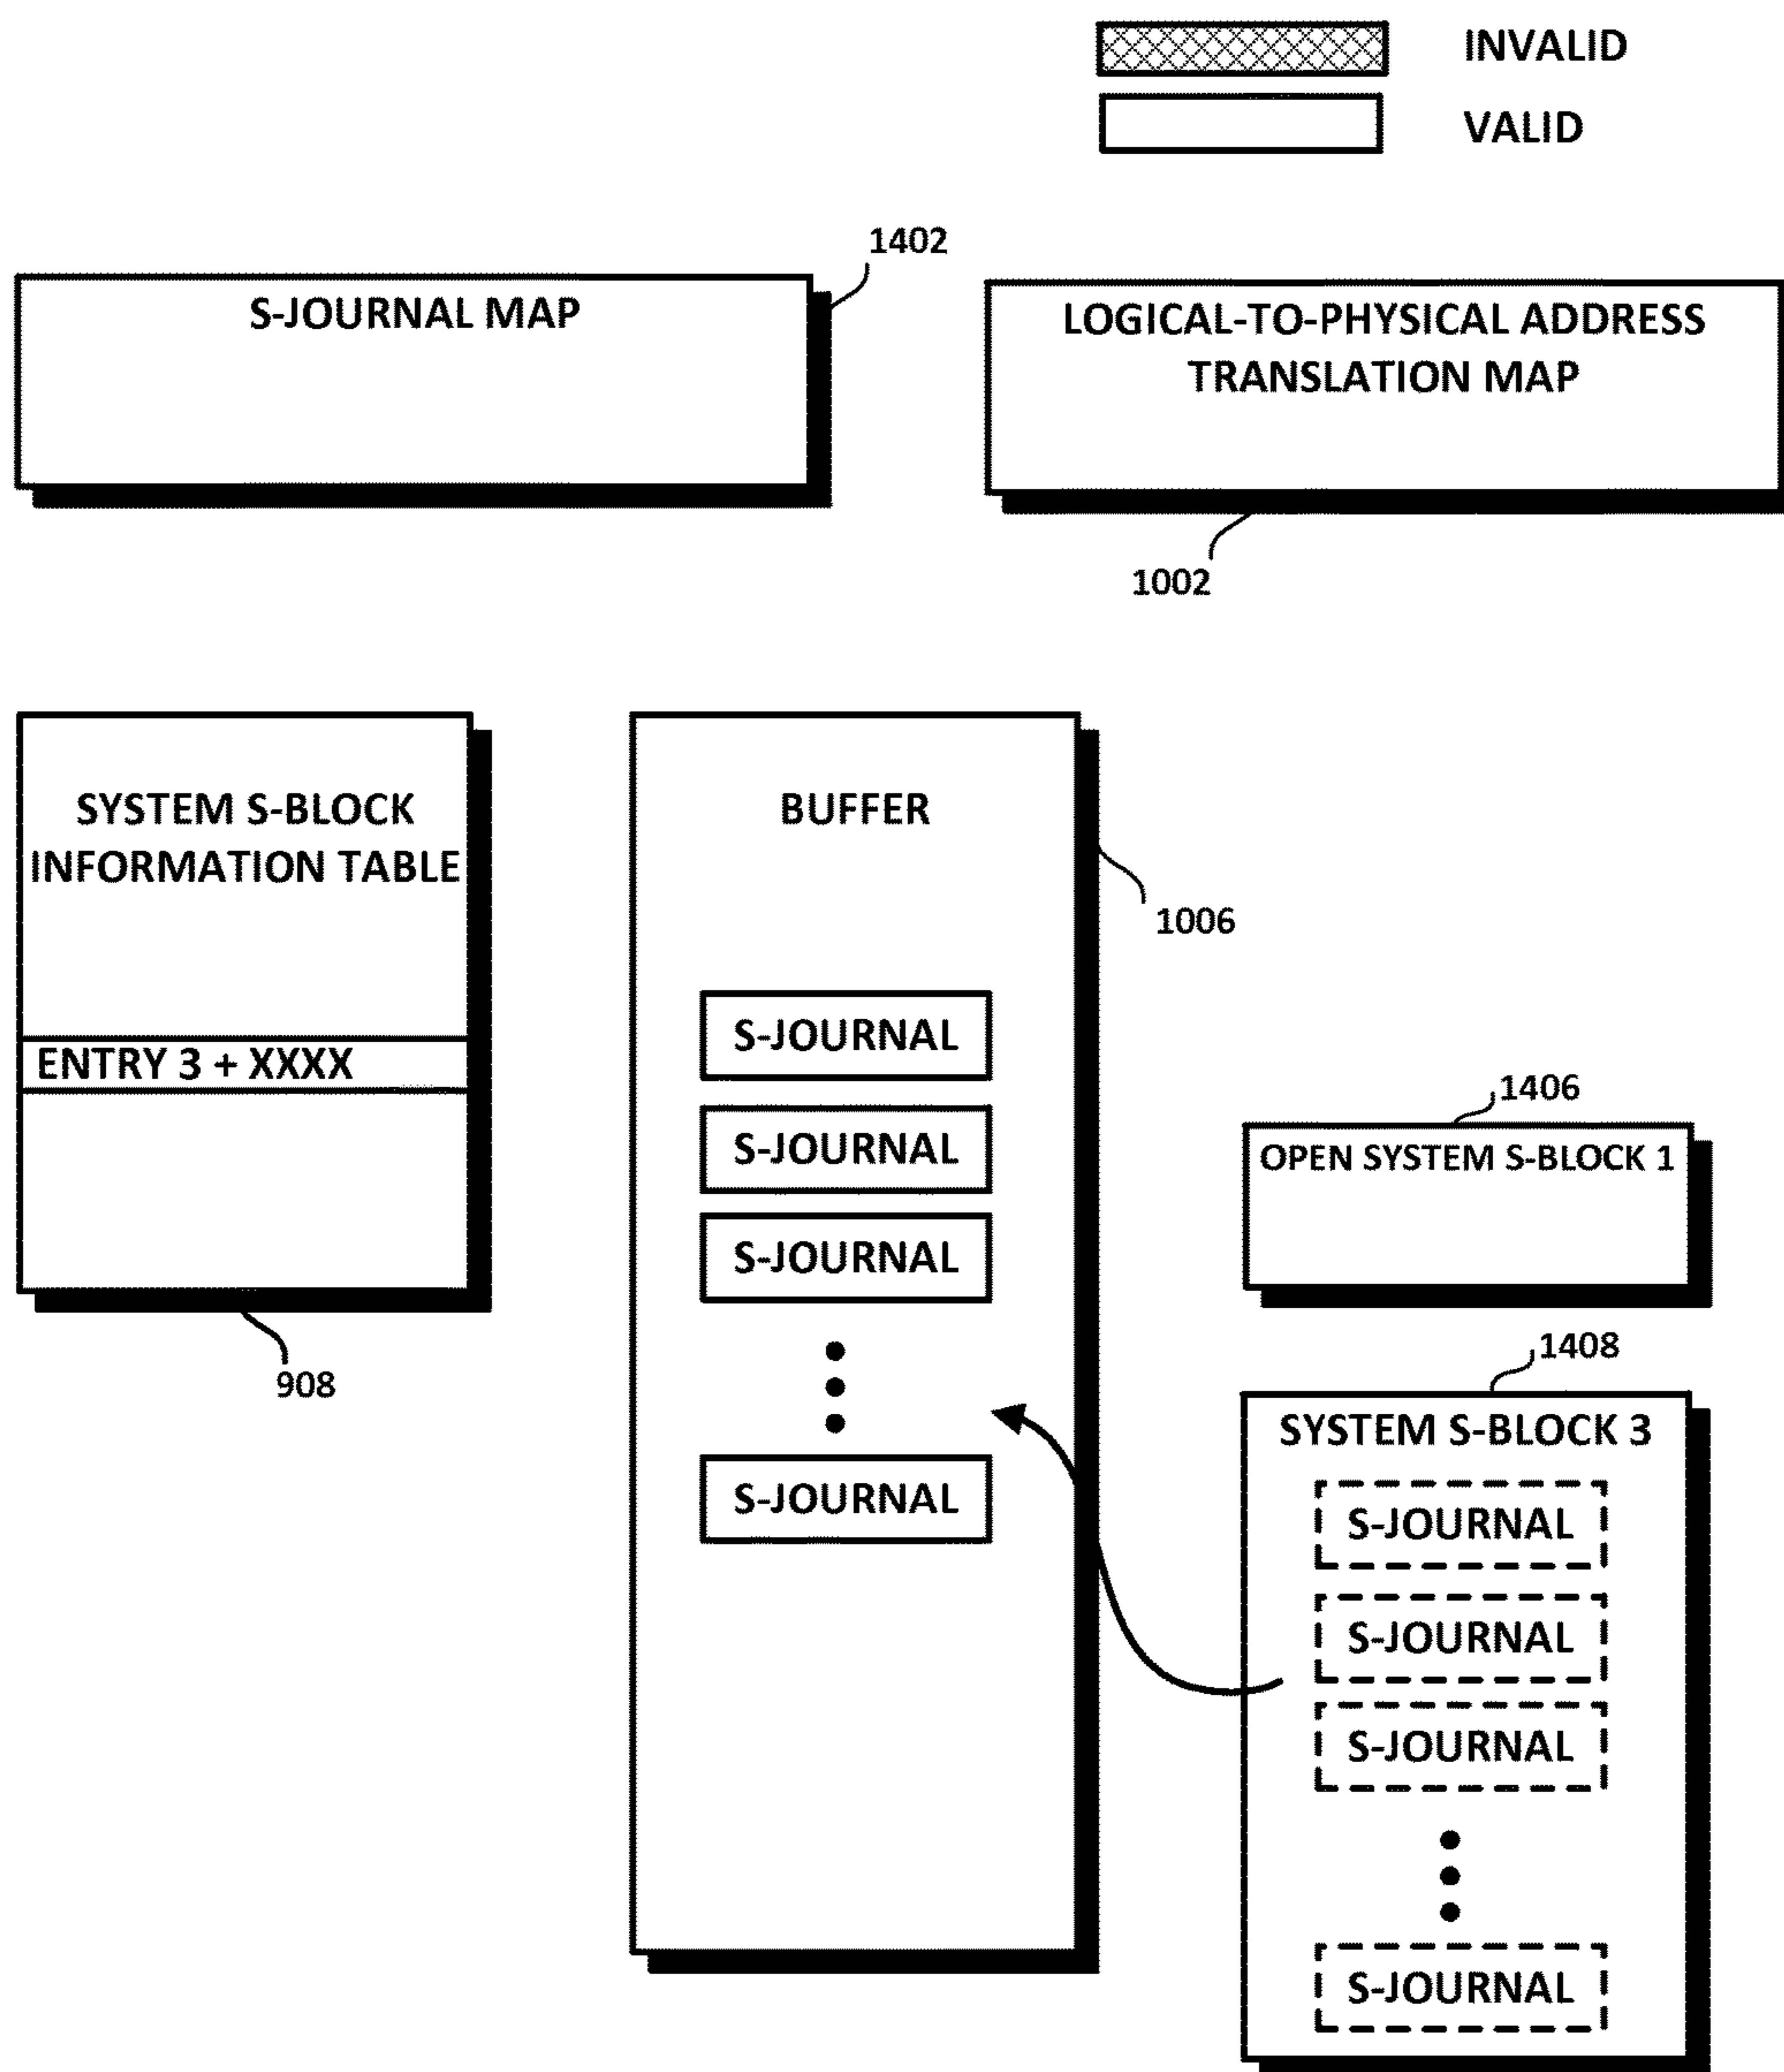 INVALID
VALID
1402
S-JOURNAL MAP
LOGICAL-TO-PHYSICAL ADDRESS
TRANSLATION MAP
1002
SYSTEM S-BLOCK
INFORMATION TABLE
ENTRY 3 + XXXX
908
BUFFER
1006
S-JOURNAL
S-JOURNAL
S-JOURNAL
S-JOURNAL
1406
OPEN SYSTEM S-BLOCK 1
1408
SYSTEM S-BLOCK 3
S-JOURNAL
S-JOURNAL
S-JOURNAL
S-JOURNAL